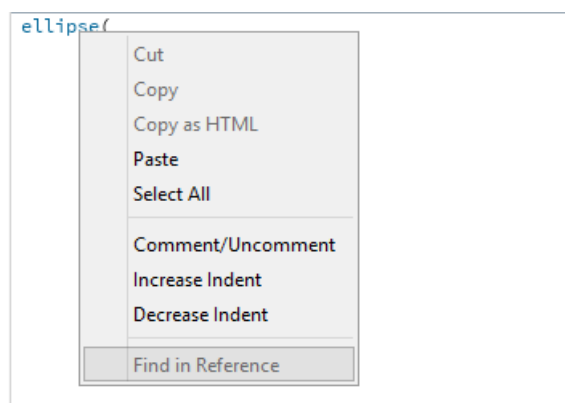 ellipse(
Cut
Copy
Copy as HTML
Paste
Select All
Comment/Uncomment
Increase Indent
Decrease Indent
Find in Reference